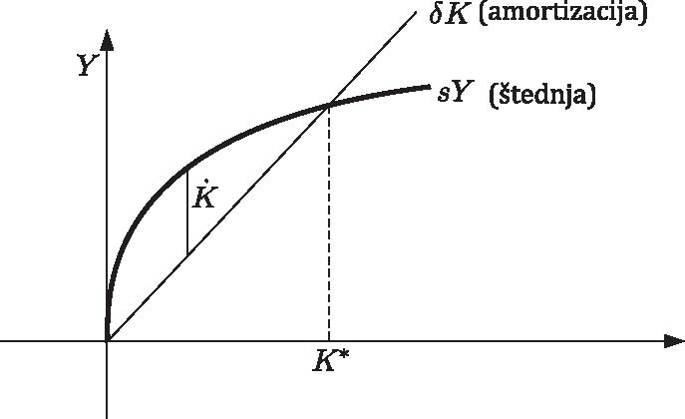 δK (amortizacija)
Y
sY (štednja)
K̇
K*